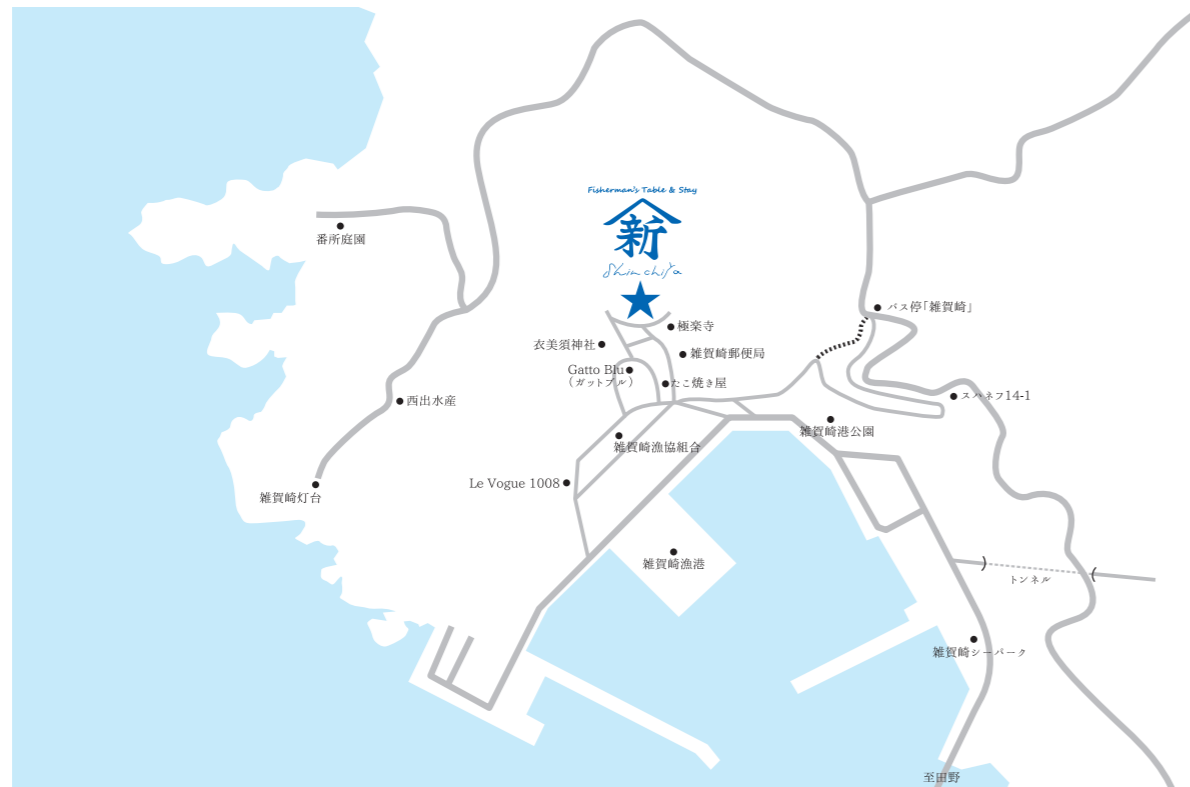 Fisherman's Table & Stay
新
Shinchiya
番所庭園
バス停「雑賀崎」
極楽寺
衣美須神社
雑賀崎郵便局
Gatto Blu
（ガットブル）
たこ焼き屋
西出水産
スハネフ14-1
雑賀崎港公園
雑賀崎漁協組合
Le Vogue 1008
雑賀崎灯台
雑賀崎漁港
トンネル
雑賀崎シーパーク
至田野